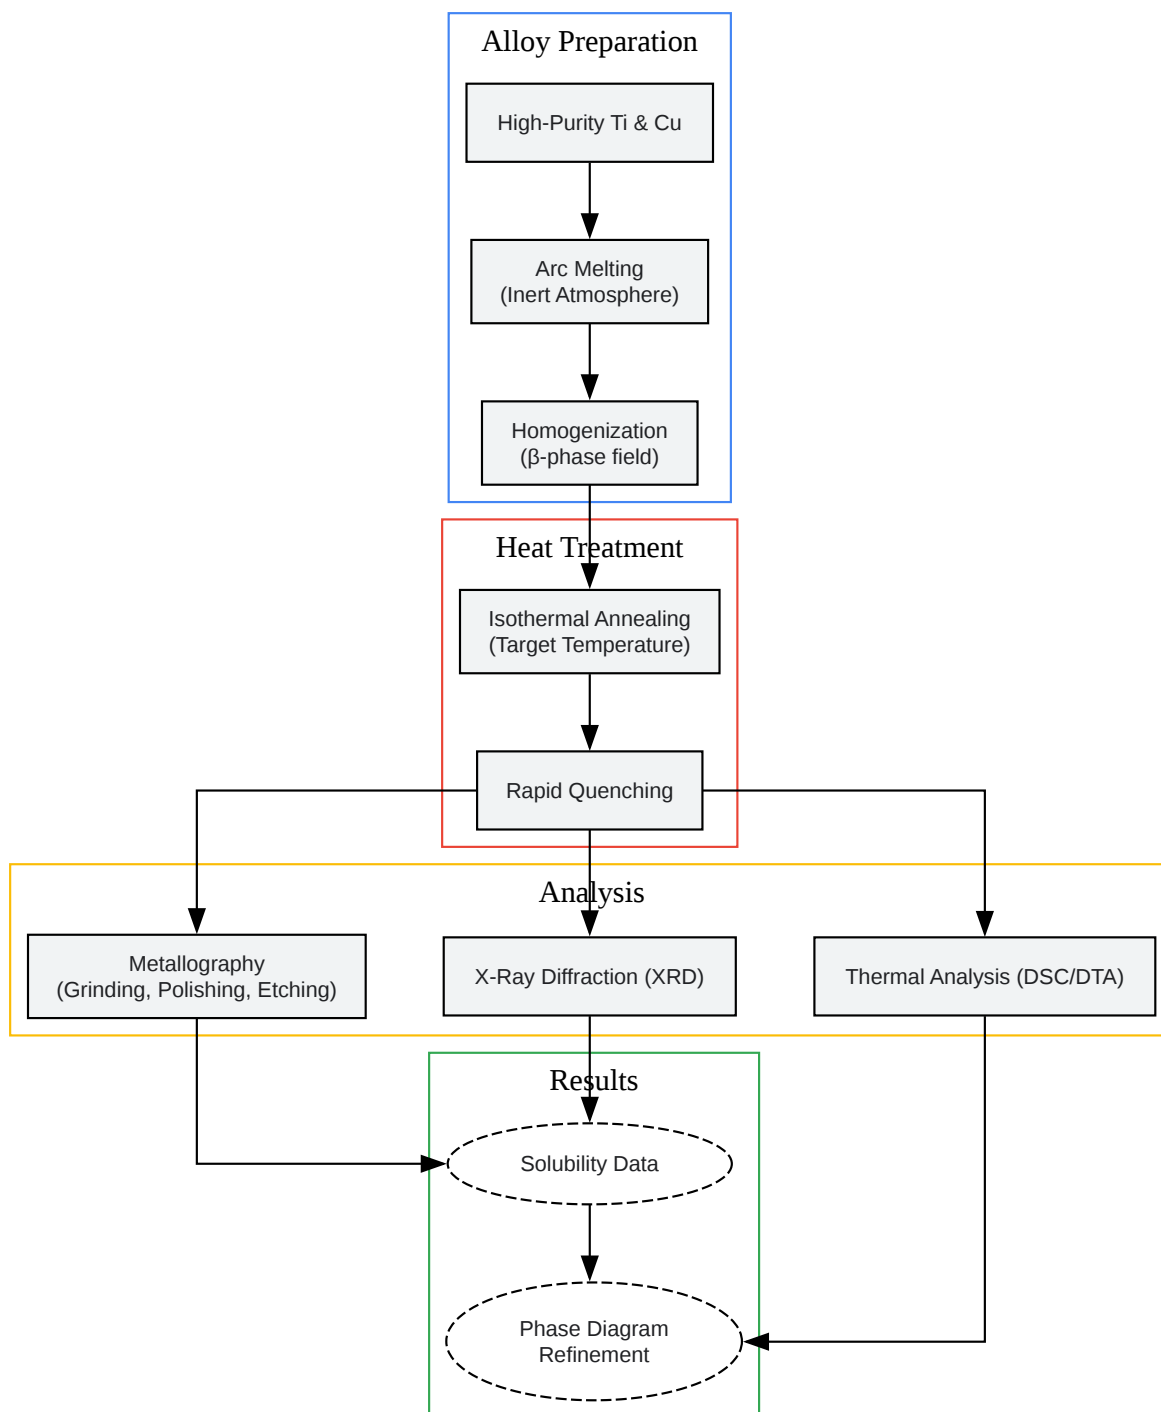 Alloy Preparation
High-Purity Ti & Cu
Arc Melting
(Inert Atmosphere)
Homogenization
(β-phase field)
Heat Treatment
Isothermal Annealing
(Target Temperature)
Rapid Quenching
Analysis
Metallography
(Grinding, Polishing, Etching)
X-Ray Diffraction (XRD)
Thermal Analysis (DSC/DTA)
Results
Solubility Data
Phase Diagram
Refinement